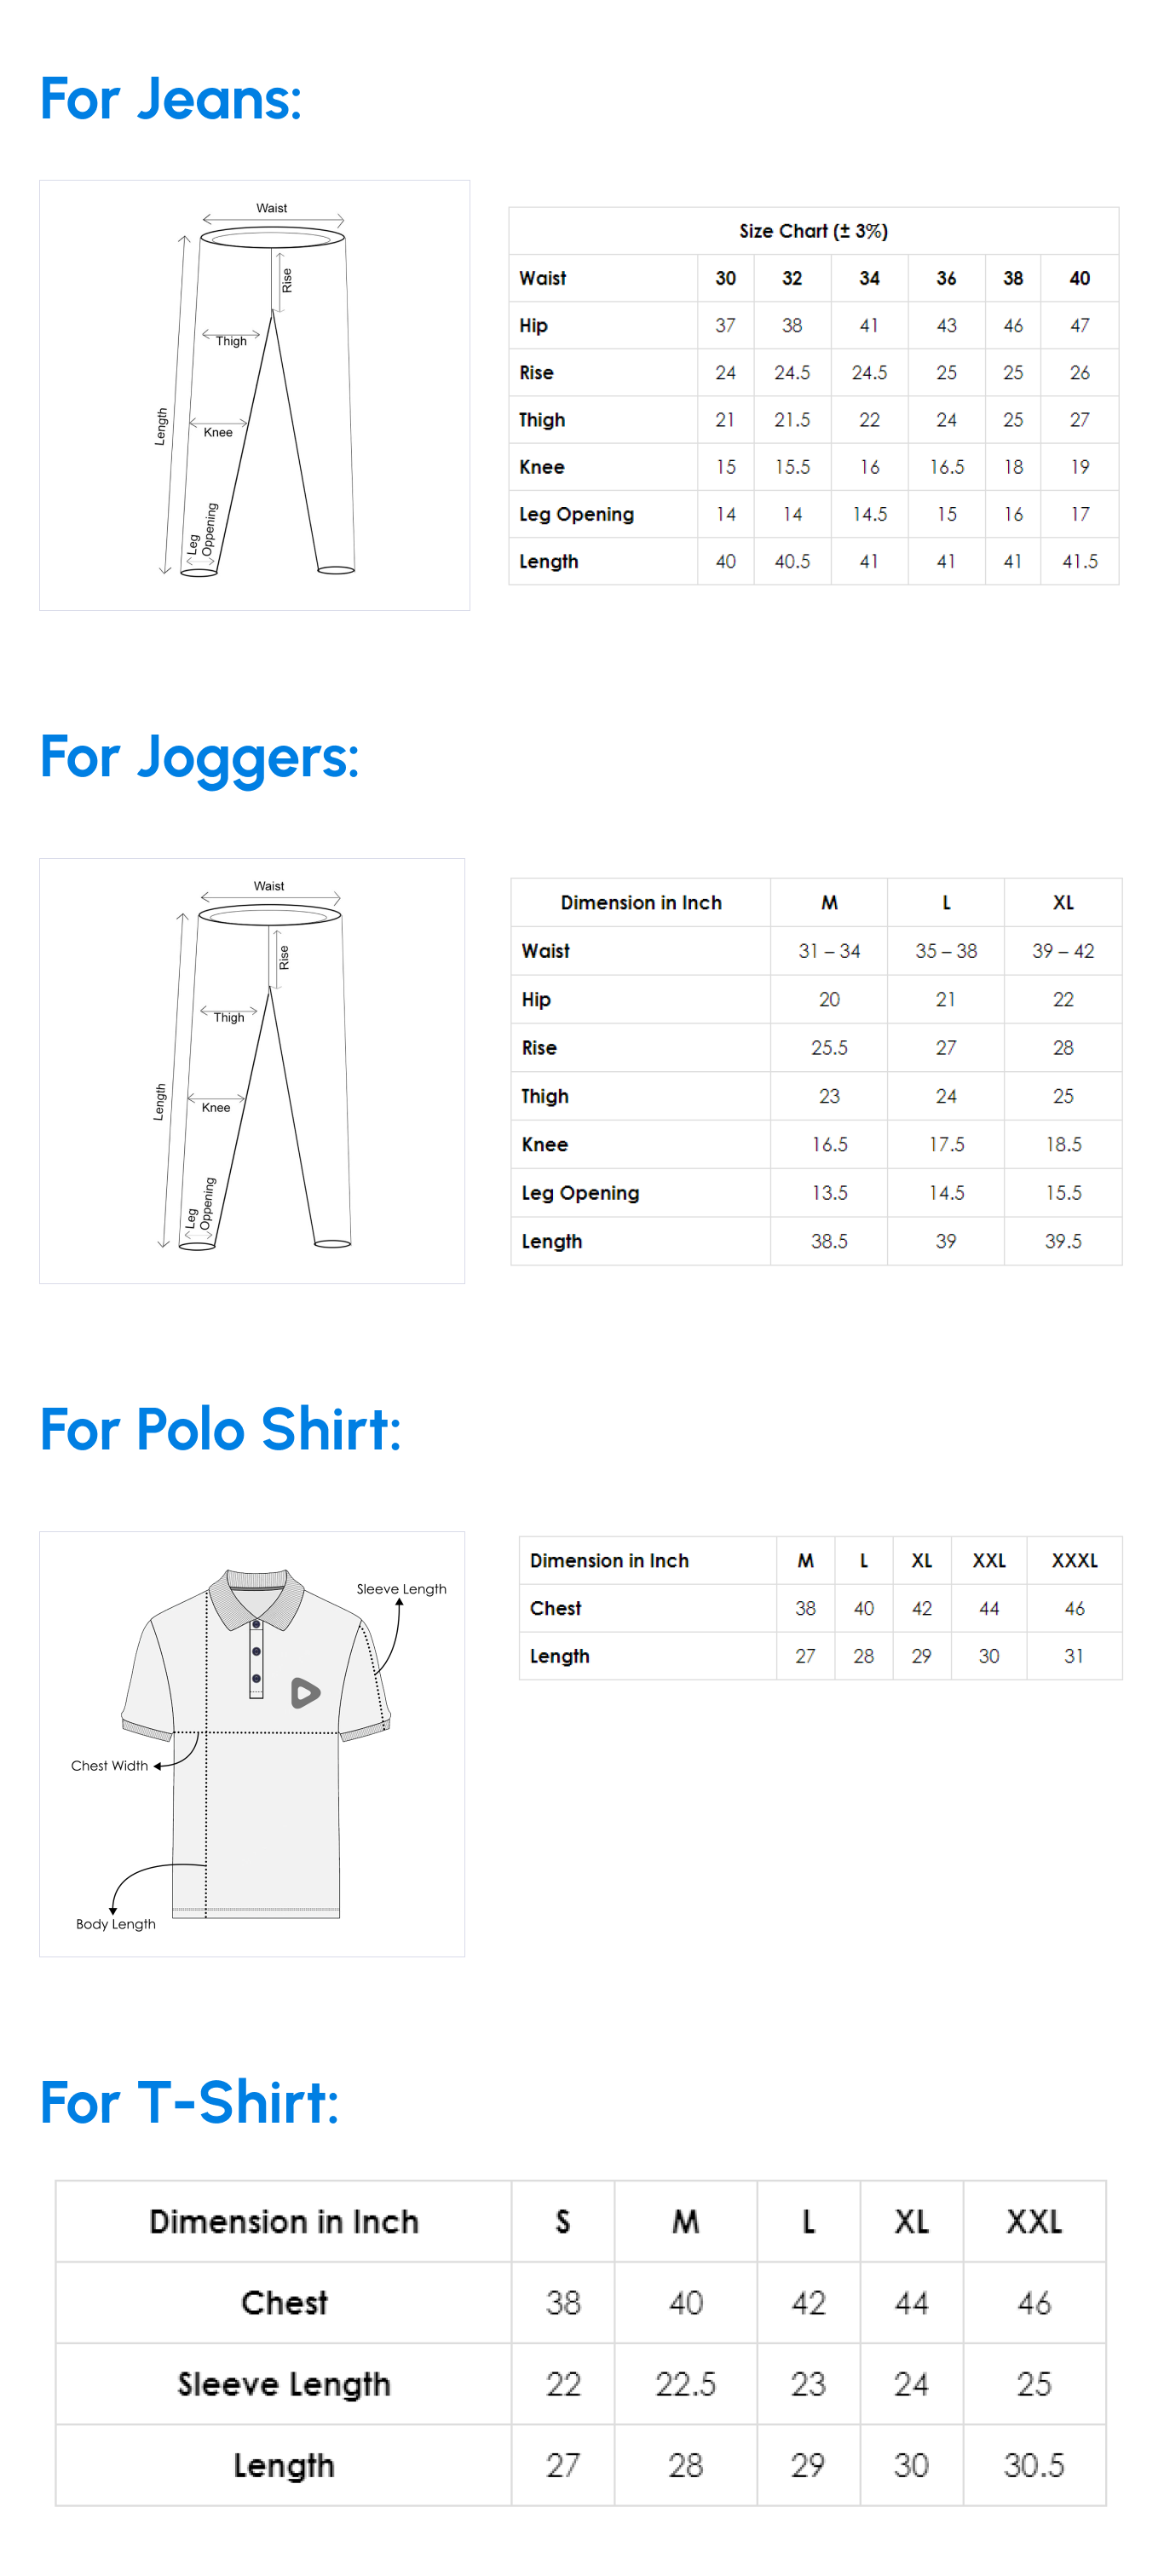 For Jeans:
Waist
Rise
Thigh
Length
Knee
Leg
Oppening
Size Chart (± 3%)
Waist 30 32 34 36 38 40
Hip 37 38 41 43 46 47
Rise 24 24.5 24.5 25 25 26
Thigh 21 21.5 22 24 25 27
Knee 15 15.5 16 16.5 18 19
Leg Opening 14 14 14.5 15 16 17
Length 40 40.5 41 41 41 41.5
For Joggers:
Waist
Rise
Thigh
Length
Knee
Leg
Oppening
Dimension in Inch M L XL
Waist 31 – 34 35 – 38 39 – 42
Hip 20 21 22
Rise 25.5 27 28
Thigh 23 24 25
Knee 16.5 17.5 18.5
Leg Opening 13.5 14.5 15.5
Length 38.5 39 39.5
For Polo Shirt:
Sleeve Length
Chest Width
Body Length
Dimension in Inch M L XL XXL XXXL
Chest 38 40 42 44 46
Length 27 28 29 30 31
For T-Shirt:
Dimension in Inch S M L XL XXL
Chest 38 40 42 44 46
Sleeve Length 22 22.5 23 24 25
Length 27 28 29 30 30.5